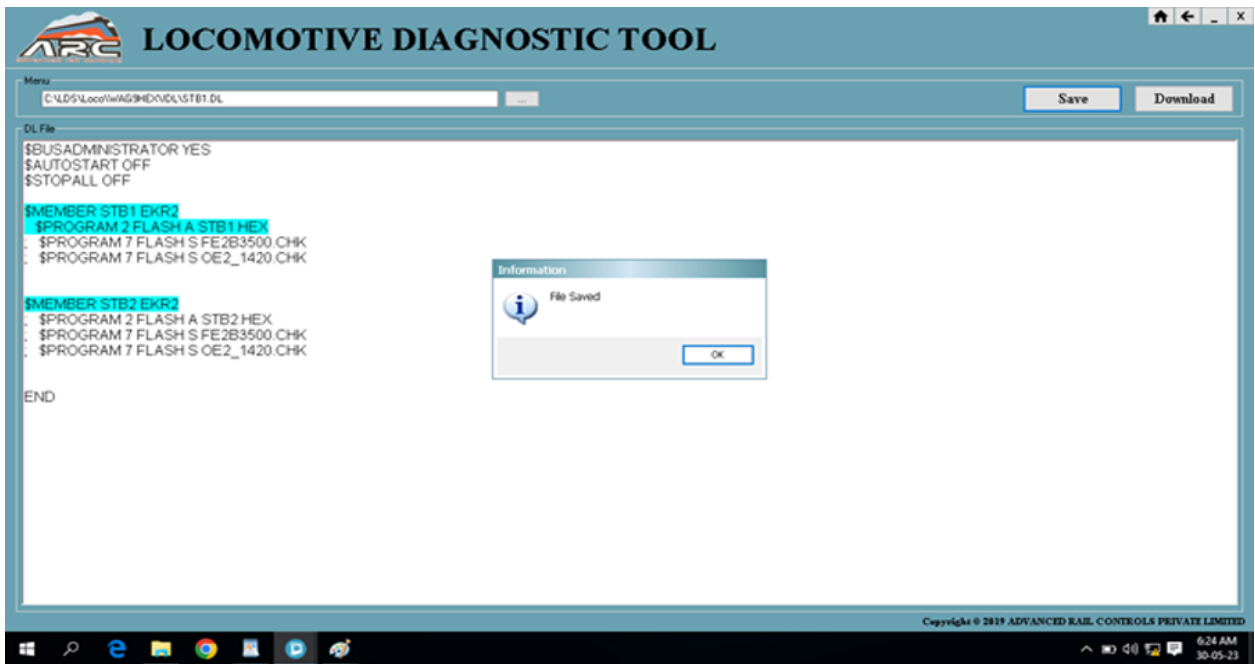 ARC
LOCOMOTIVE DIAGNOSTIC TOOL
x
Menu
C:\LDS\Loco\WAG9HEX\DL\STB1.DL
...
Save
Download
DL File
$BUSADMINISTRATOR YES
$AUTOSTART OFF
$STOPALL OFF
$MEMBER STB1 EKR2
$PROGRAM 2 FLASH A STB1.HEX
; $PROGRAM 7 FLASH S FE2B3500.CHK
; $PROGRAM 7 FLASH S OE2_1420.CHK
$MEMBER STB2 EKR2
; $PROGRAM 2 FLASH A STB2.HEX
; $PROGRAM 7 FLASH S FE2B3500.CHK
; $PROGRAM 7 FLASH S OE2_1420.CHK
END
Information
File Saved
OK
Copyright © 2019 ADVANCED RAIL CONTROLS PRIVATE LIMITED
6:24 AM
30-05-23